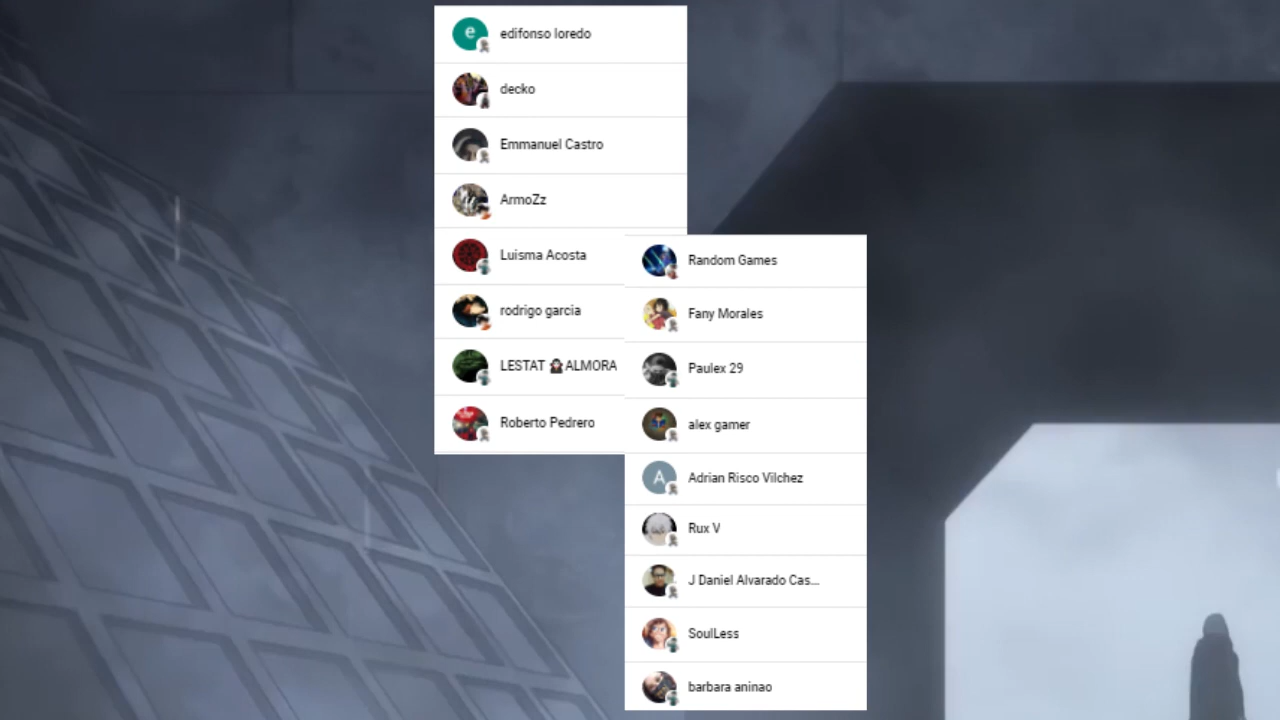 e
edifonso loredo
decko
Emmanuel Castro
ArmoZz
Luisma Acosta
rodrigo garcia
LESTAT 🧛🏻‍♀️ALMORA
Roberto Pedrero
Random Games
Fany Morales
Paulex 29
alex gamer
A
Adrian Risco Vilchez
Rux V
J Daniel Alvarado Cas...
SoulLess
barbara aninao